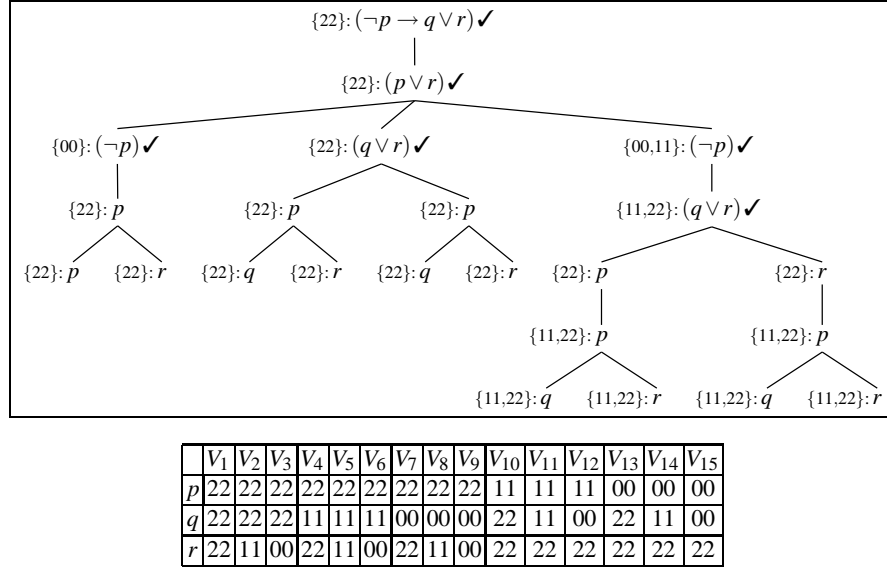 {22}: (¬p → q ∨ r) ✓
{22}: (p ∨ r) ✓
{00}: (¬p) ✓ {22}: (q ∨ r) ✓ {00,11}: (¬p) ✓
{22}: p {22}: p {22}: p {11,22}: (q ∨ r) ✓
{22}: p {22}: r {22}: q {22}: r {22}: q {22}: r {22}: p {22}: r
{11,22}: p {11,22}: p
{11,22}: q {11,22}: r {11,22}: q {11,22}: r
V1 V2 V3 V4 V5 V6 V7 V8 V9 V10 V11 V12 V13 V14 V15
p 22 22 22 22 22 22 22 22 22 11 11 11 00 00 00
q 22 22 22 11 11 11 00 00 00 22 11 00 22 11 00
r 22 11 00 22 11 00 22 11 00 22 22 22 22 22 22